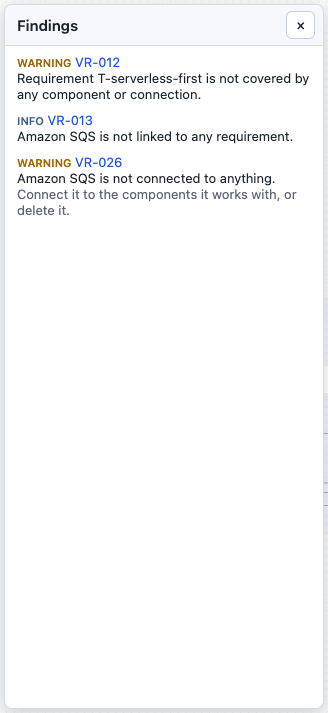 Findings
×
WARNING VR-012
Requirement T-serverless-first is not covered by
any component or connection.
INFO VR-013
Amazon SQS is not linked to any requirement.
WARNING VR-026
Amazon SQS is not connected to anything.
Connect it to the components it works with, or
delete it.